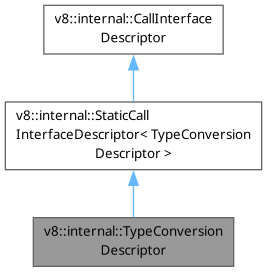 v8::internal::CallInterface
Descriptor
v8::internal::StaticCall
InterfaceDescriptor< TypeConversion
Descriptor >
v8::internal::TypeConversion
Descriptor